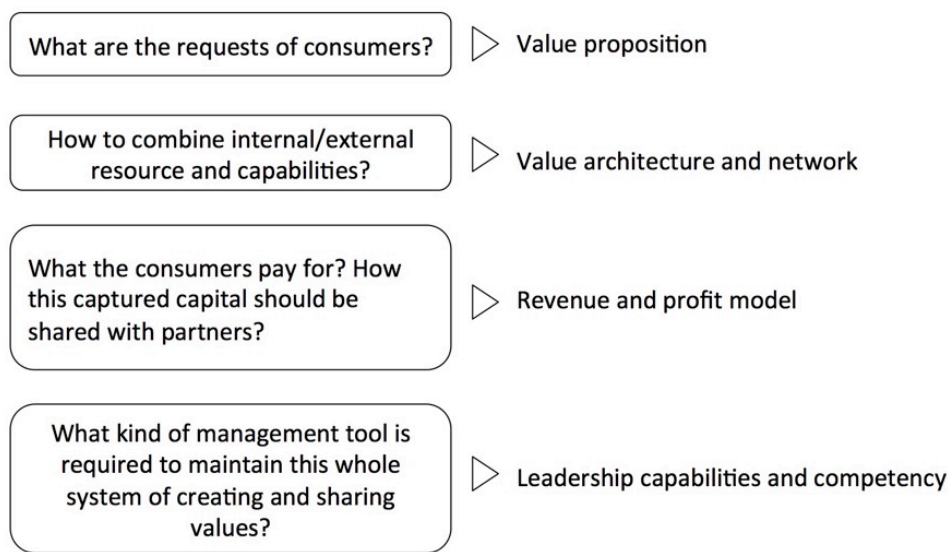 What are the requests of consumers?
Value proposition
How to combine internal/external
resource and capabilities?
Value architecture and network
What the consumers pay for? How
this captured capital should be
shared with partners?
Revenue and profit model
What kind of management tool is
required to maintain this whole
system of creating and sharing
values?
Leadership capabilities and competency